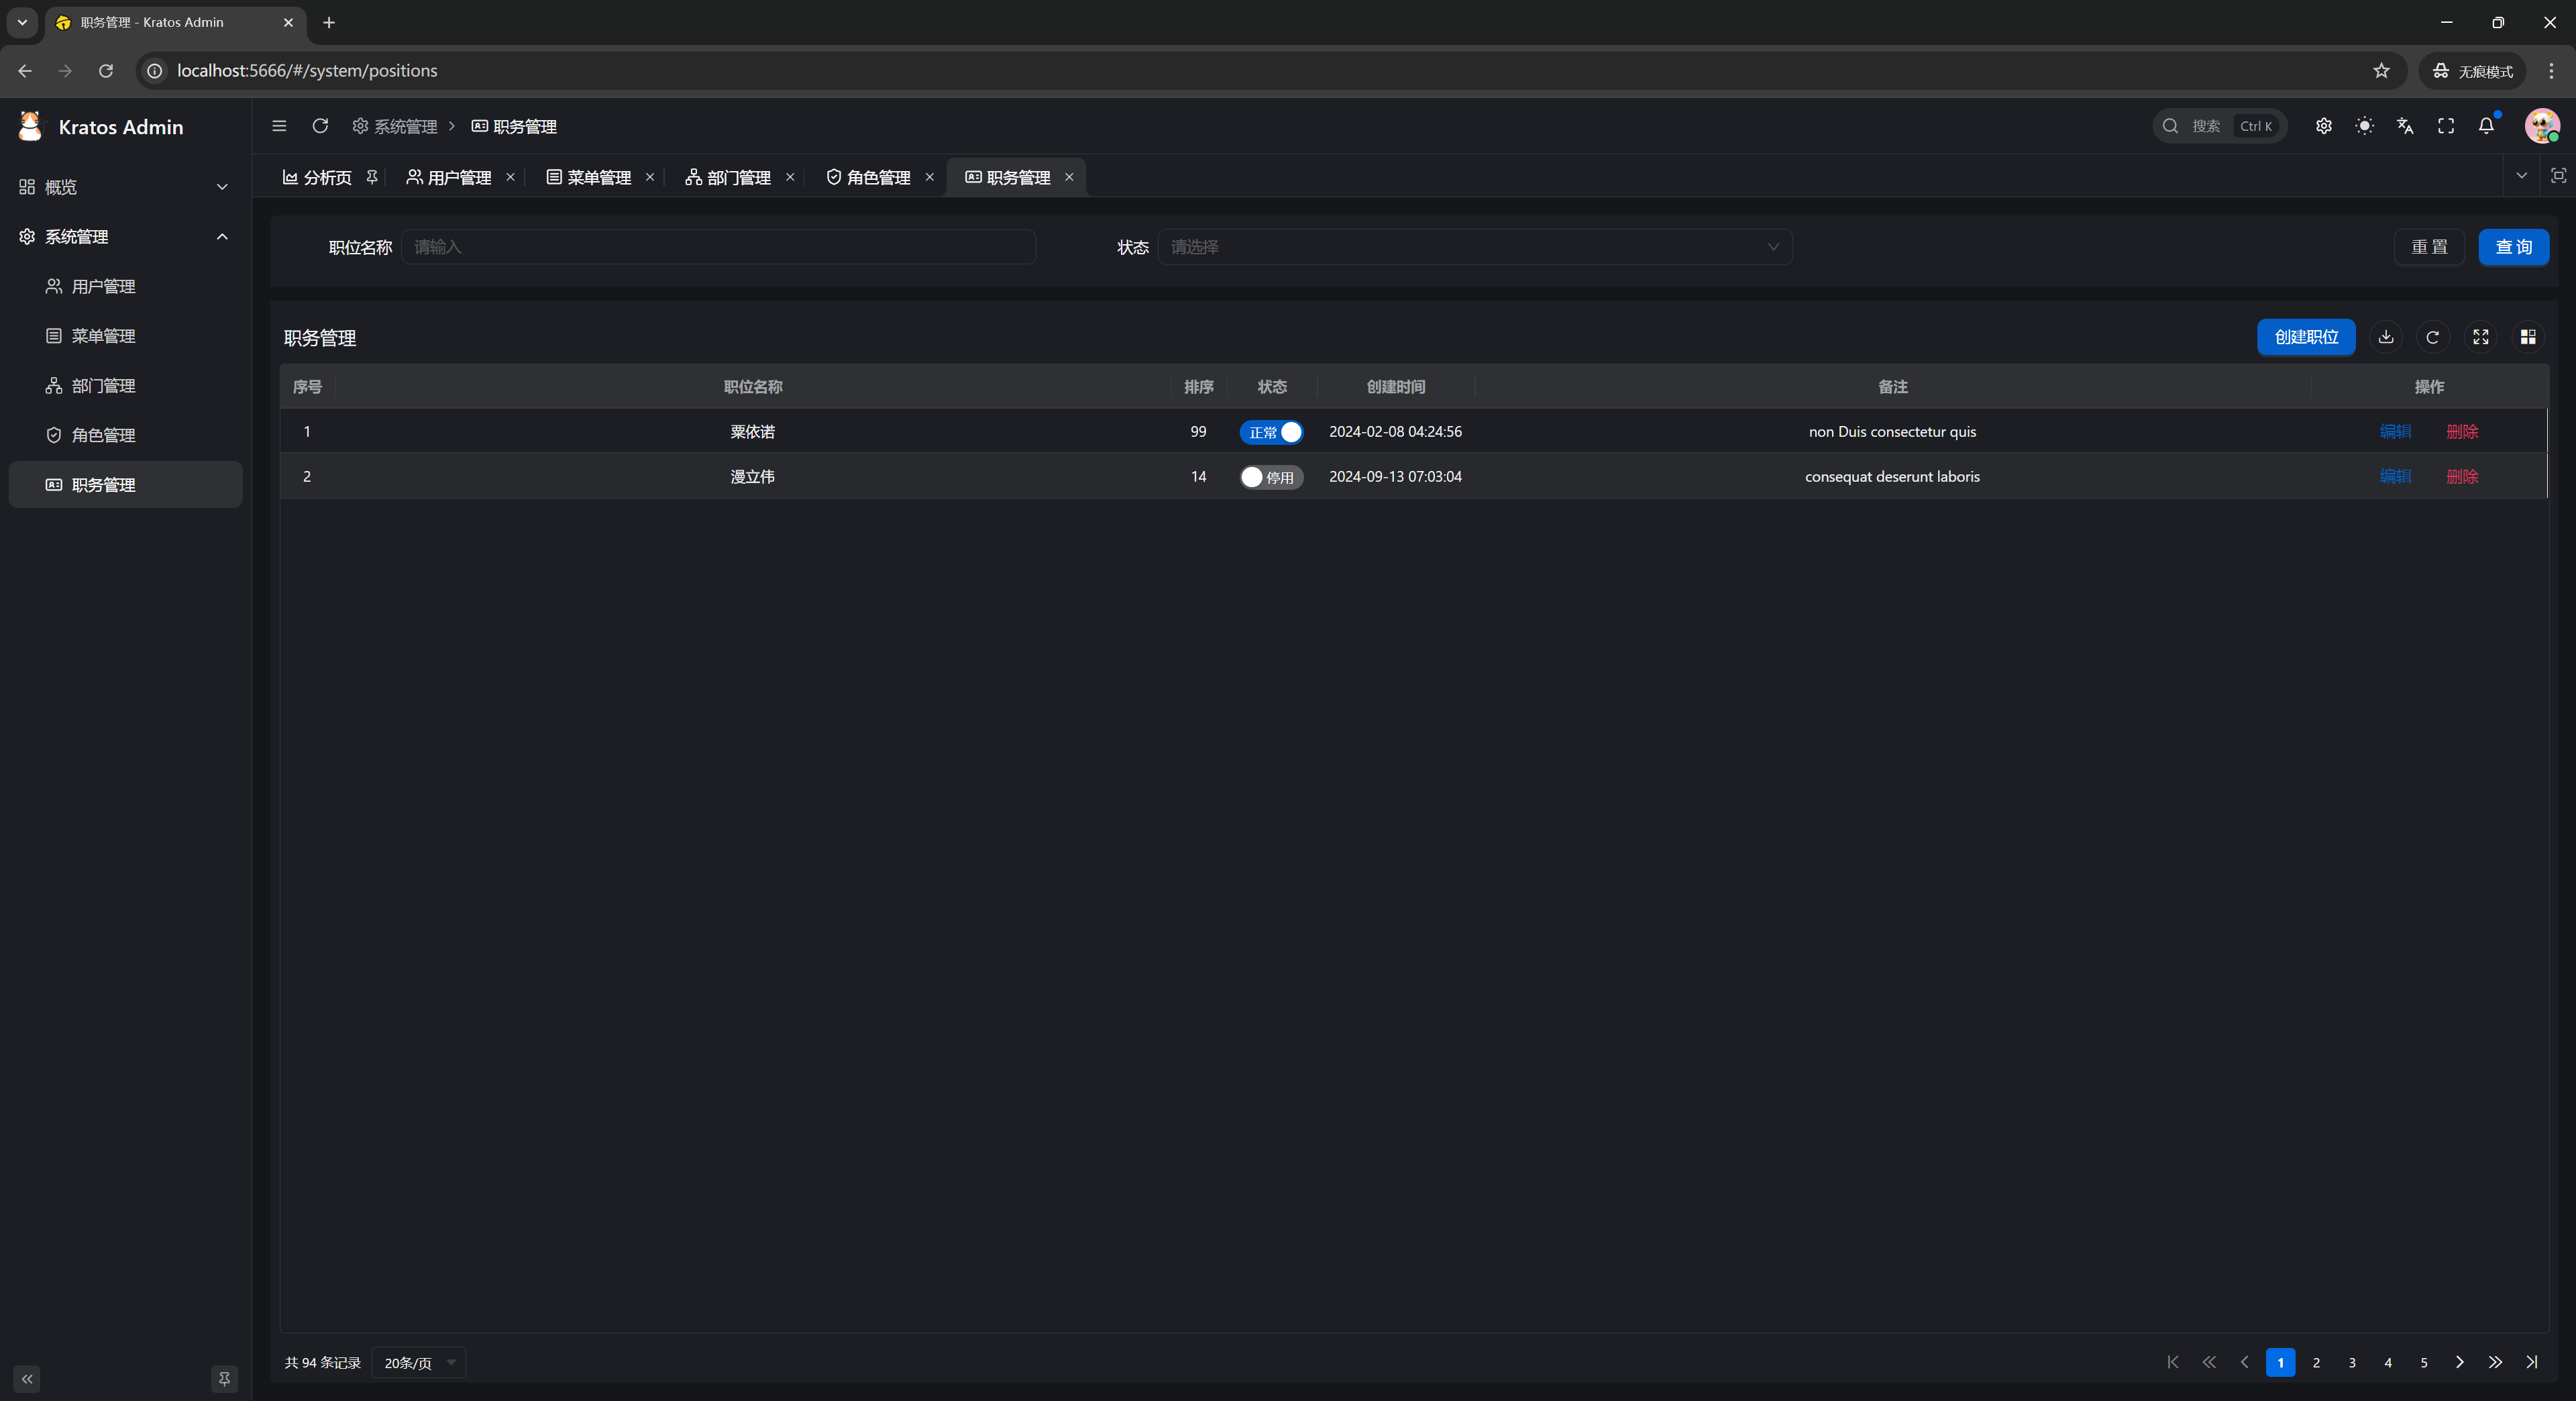 职务管理 - Kratos Admin
localhost:5666/#/system/positions
无痕模式
Kratos Admin
系统管理 > 职务管理
搜索 Ctrl K
分析页 用户管理 菜单管理 部门管理 角色管理 职务管理
概览
系统管理
用户管理
菜单管理
部门管理
角色管理
职务管理
职位名称 请输入 状态 请选择 重 置 查 询
职务管理 创建职位
序号 职位名称 排序 状态 创建时间 备注 操作
1 粟依诺 99 正常 2024-02-08 04:24:56 non Duis consectetur quis 编辑 删除
2 漫立伟 14 停用 2024-09-13 07:03:04 consequat deserunt laboris 编辑 删除
共 94 条记录 20条/页 1 2 3 4 5